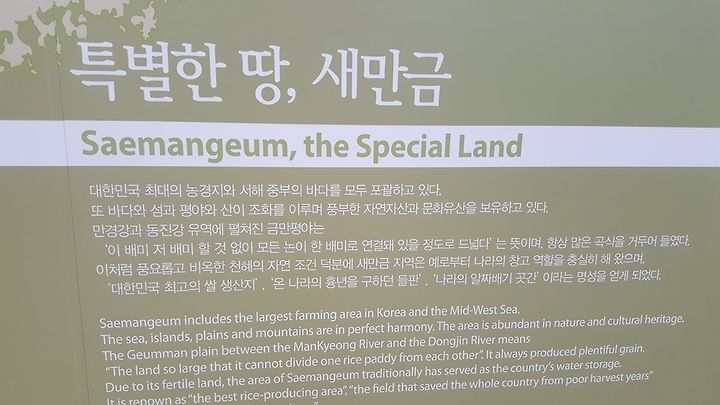 특별한 땅, 새만금
Saemangeum, the Special Land
대한민국 최대의 농경지와 서해 중부의 바다를 모두 포괄하고 있다.
또 바다와 섬과 평야와 산이 조화를 이루며 풍부한 자연자산과 문화유산을 보유하고 있다.
만경강과 동진강 유역에 펼쳐진 금만평야는
'이 배미 저 배미 할 것 없이 모든 논이 한 배미로 연결돼 있을 정도로 드넓다' 는 뜻이며, 항상 많은 곡식을 거두어 들였다.
이처럼 풍요롭고 비옥한 천혜의 자연 조건 덕분에 새만금 지역은 예로부터 나라의 창고 역할을 충실히 해 왔으며,
'대한민국 최고의 쌀 생산지', '온 나라의 흉년을 구하던 들판', '나라의 알짜배기 곳간' 이라는 명성을 얻게 되었다.
Saemangeum includes the largest farming area in Korea and the Mid-West Sea.
The sea, islands, plains and mountains are in perfect harmony. The area is abundant in nature and cultural heritage.
The Geumman plain between the ManKyeong River and the Dongjin River means
"The land so large that it cannot divide one rice paddy from each other". It always produced plentiful grain.
Due to its fertile land, the area of Saemangeum traditionally has served as the country's water storage.
It is renown as "the best rice-producing area", "the field that saved the whole country from poor harvest years"